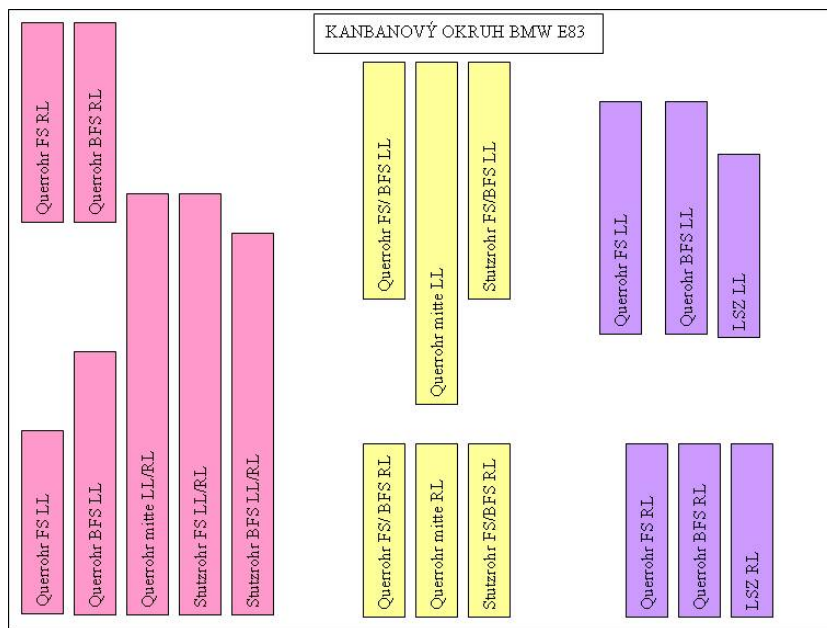 KANBANOVÝ OKRUH BMW E83
Querrohr FS RL
Querrohr BFS RL
Querrohr FS LL
Querrohr BFS LL
Querrohr mitte LL/RL
Stutzrohr FS LL/RL
Stutzrohr BFS LL/RL
Querrohr FS/ BFS LL
Querrohr mitte LL
Stutzrohr FS/BFS LL
Querrohr FS/ BFS RL
Querrohr mitte RL
Stutzrohr FS/BFS RL
Querrohr FS LL
Querohr BFS LL
LSZ LL
Querrohr FS RL
Querrohr BFS RL
LSZ RL